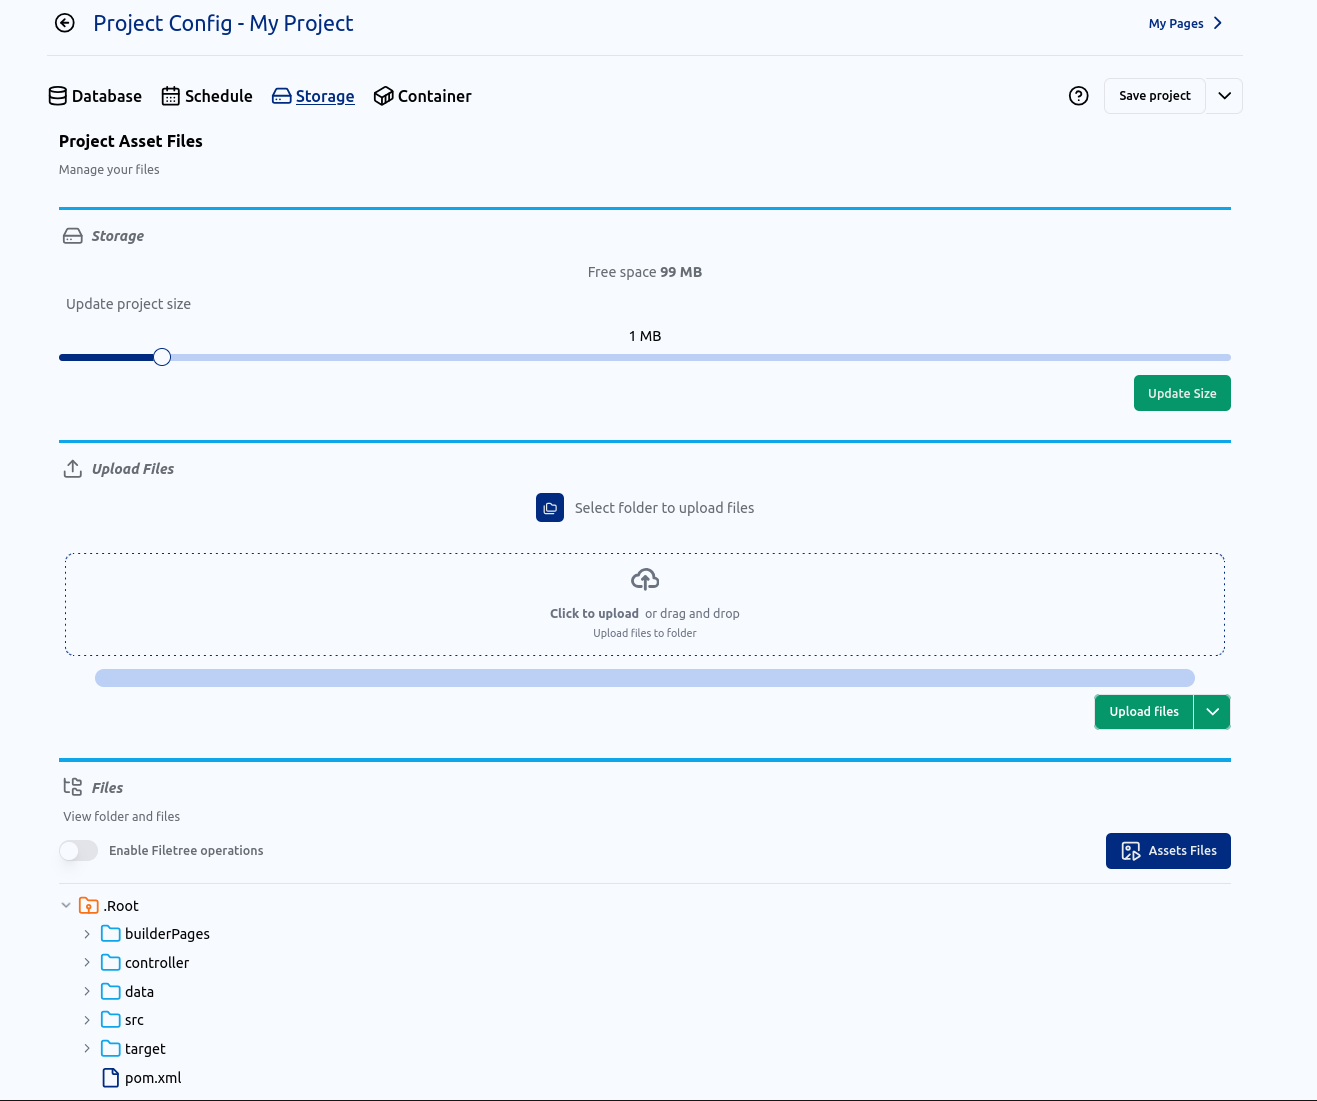 Project Config - My Project
My Pages
Database Schedule Storage Container
Save project
Project Asset Files
Manage your files
Storage
Free space 99 MB
Update project size
1 MB
Update Size
Upload Files
Select folder to upload files
Click to upload or drag and drop
Upload files to folder
Upload files
Files
View folder and files
Enable Filetree operations
Assets Files
.Root
builderPages
controller
data
src
target
pom.xml